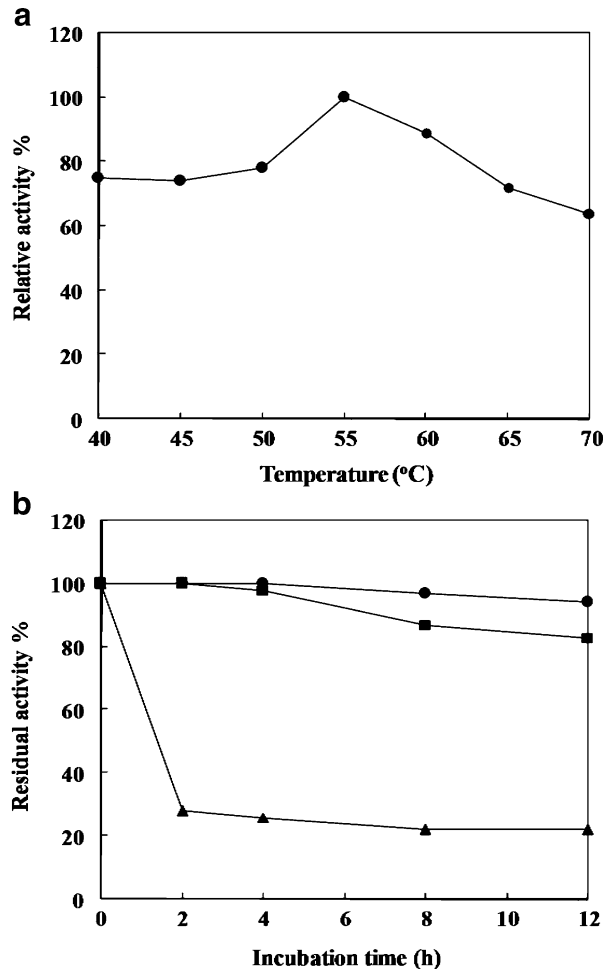 a
120
100
80
60
40
20
0
Relative activity %
40 45 50 55 60 65 70
Temperature (°C)
b
120
100
80
60
40
20
0
Residual activity %
0 2 4 6 8 10 12
Incubation time (h)